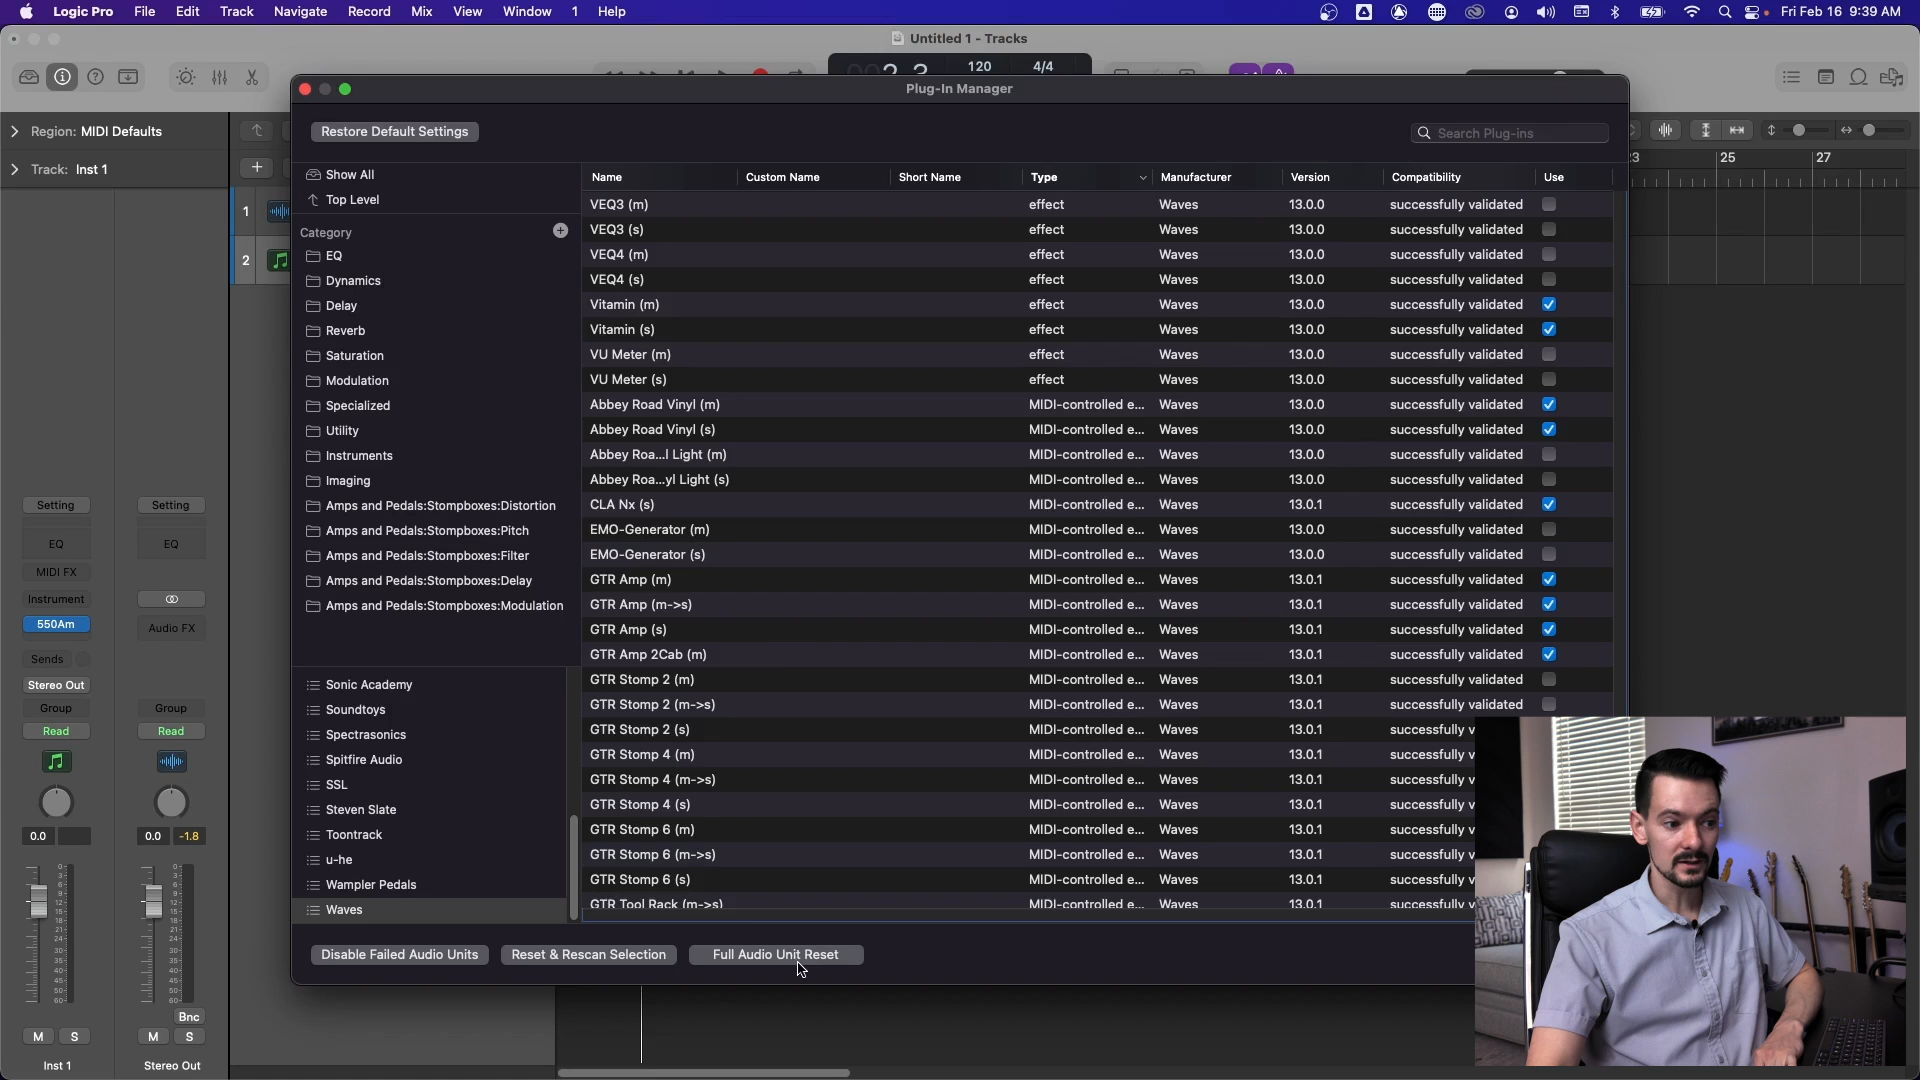 Logic Pro File Edit Track Navigate Record Mix View Window 1 Help Fri Feb 16 9:39 AM
Untitled 1 - Tracks
120 4/4
Plug-In Manager
Restore Default Settings
Search Plug-ins
Region: MIDI Defaults
Track: Inst 1
25 27
1
2
Show All
Top Level
Category
EQ
Dynamics
Delay
Reverb
Saturation
Modulation
Specialized
Utility
Instruments
Imaging
Amps and Pedals:Stompboxes:Distortion
Amps and Pedals:Stompboxes:Pitch
Amps and Pedals:Stompboxes:Filter
Amps and Pedals:Stompboxes:Delay
Amps and Pedals:Stompboxes:Modulation
Sonic Academy
Soundtoys
Spectrasonics
Spitfire Audio
SSL
Steven Slate
Toontrack
u-he
Wampler Pedals
Waves
Name Custom Name Short Name Type Manufacturer Version Compatibility Use
VEQ3 (m) effect Waves 13.0.0 successfully validated
VEQ3 (s) effect Waves 13.0.0 successfully validated
VEQ4 (m) effect Waves 13.0.0 successfully validated
VEQ4 (s) effect Waves 13.0.0 successfully validated
Vitamin (m) effect Waves 13.0.0 successfully validated
Vitamin (s) effect Waves 13.0.0 successfully validated
VU Meter (m) effect Waves 13.0.0 successfully validated
VU Meter (s) effect Waves 13.0.0 successfully validated
Abbey Road Vinyl (m) MIDI-controlled e... Waves 13.0.0 successfully validated
Abbey Road Vinyl (s) MIDI-controlled e... Waves 13.0.0 successfully validated
Abbey Roa...l Light (m) MIDI-controlled e... Waves 13.0.0 successfully validated
Abbey Roa...yl Light (s) MIDI-controlled e... Waves 13.0.0 successfully validated
CLA Nx (s) MIDI-controlled e... Waves 13.0.1 successfully validated
EMO-Generator (m) MIDI-controlled e... Waves 13.0.0 successfully validated
EMO-Generator (s) MIDI-controlled e... Waves 13.0.0 successfully validated
GTR Amp (m) MIDI-controlled e... Waves 13.0.1 successfully validated
GTR Amp (m->s) MIDI-controlled e... Waves 13.0.1 successfully validated
GTR Amp (s) MIDI-controlled e... Waves 13.0.1 successfully validated
GTR Amp 2Cab (m) MIDI-controlled e... Waves 13.0.1 successfully validated
GTR Stomp 2 (m) MIDI-controlled e... Waves 13.0.1 successfully validated
GTR Stomp 2 (m->s) MIDI-controlled e... Waves 13.0.1 successfully validated
GTR Stomp 2 (s) MIDI-controlled e... Waves 13.0.1 successfully v
GTR Stomp 4 (m) MIDI-controlled e... Waves 13.0.1 successfully v
GTR Stomp 4 (m->s) MIDI-controlled e... Waves 13.0.1 successfully v
GTR Stomp 4 (s) MIDI-controlled e... Waves 13.0.1 successfully v
GTR Stomp 6 (m) MIDI-controlled e... Waves 13.0.1 successfully v
GTR Stomp 6 (m->s) MIDI-controlled e... Waves 13.0.1 successfully v
GTR Stomp 6 (s) MIDI-controlled e... Waves 13.0.1 successfully v
GTR Tool Rack (m->s) MIDI-controlled e... Waves 13.0.1 successfully v
Disable Failed Audio Units Reset & Rescan Selection Full Audio Unit Reset
Setting Setting
EQ EQ
MIDI FX
Instrument
550Am Audio FX
Sends
Stereo Out
Group Group
Read Read
0.0 0.0 -1.8
Bnc
M S M S
Inst 1 Stereo Out